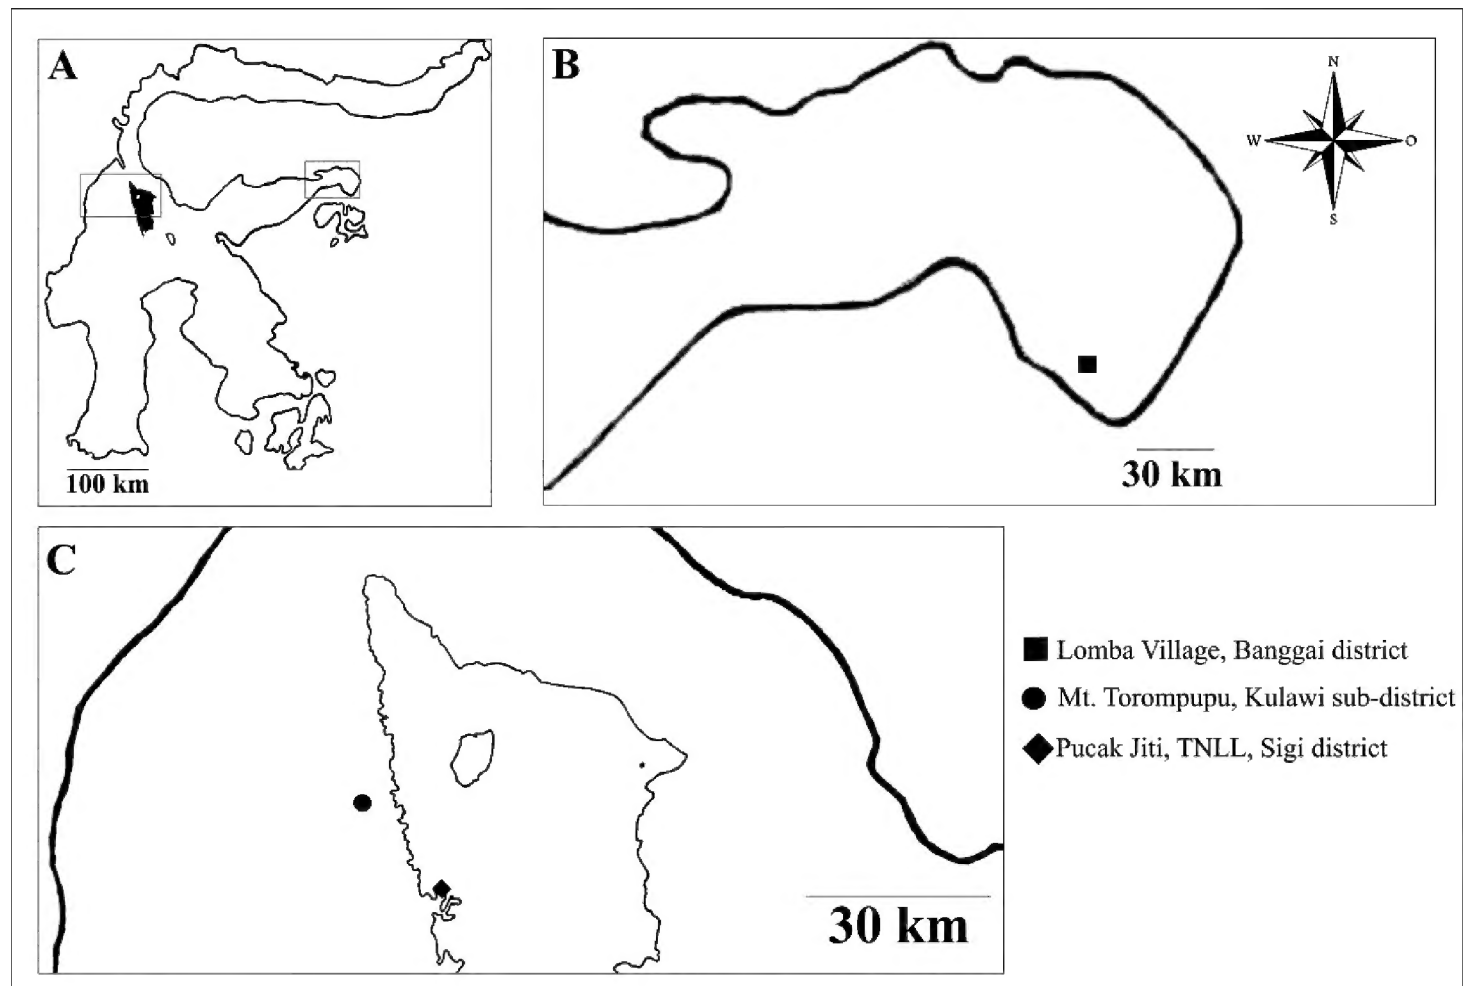 A
100 km
B
N
W
O
S
30 km
C
30 km
Lomba Village, Banggai district
Mt. Torompupu, Kulawi sub-district
Pucak Jiti, TNLL, Sigi district